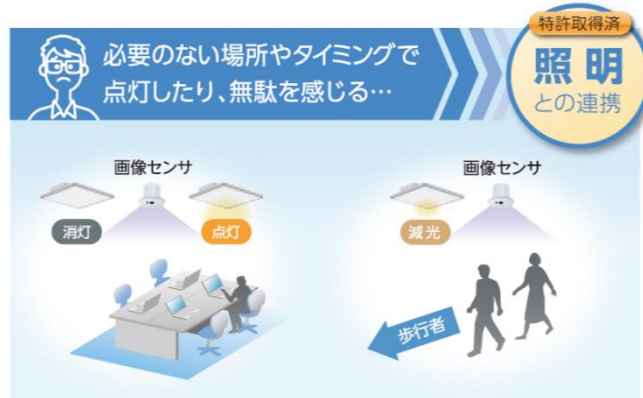 必要のない場所やタイミングで
点灯したり、無駄を感じる…
特許取得済
照明
との連携
画像センサ
消灯
点灯
画像センサ
減光
歩行者